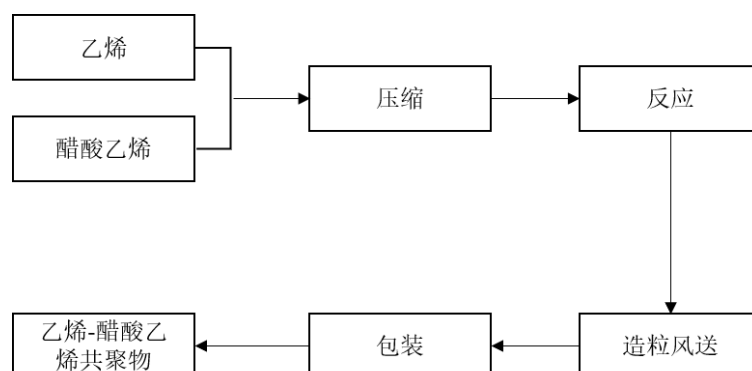 乙烯
醋酸乙烯
压缩
反应
造粒风送
包装
乙烯-醋酸乙
烯共聚物